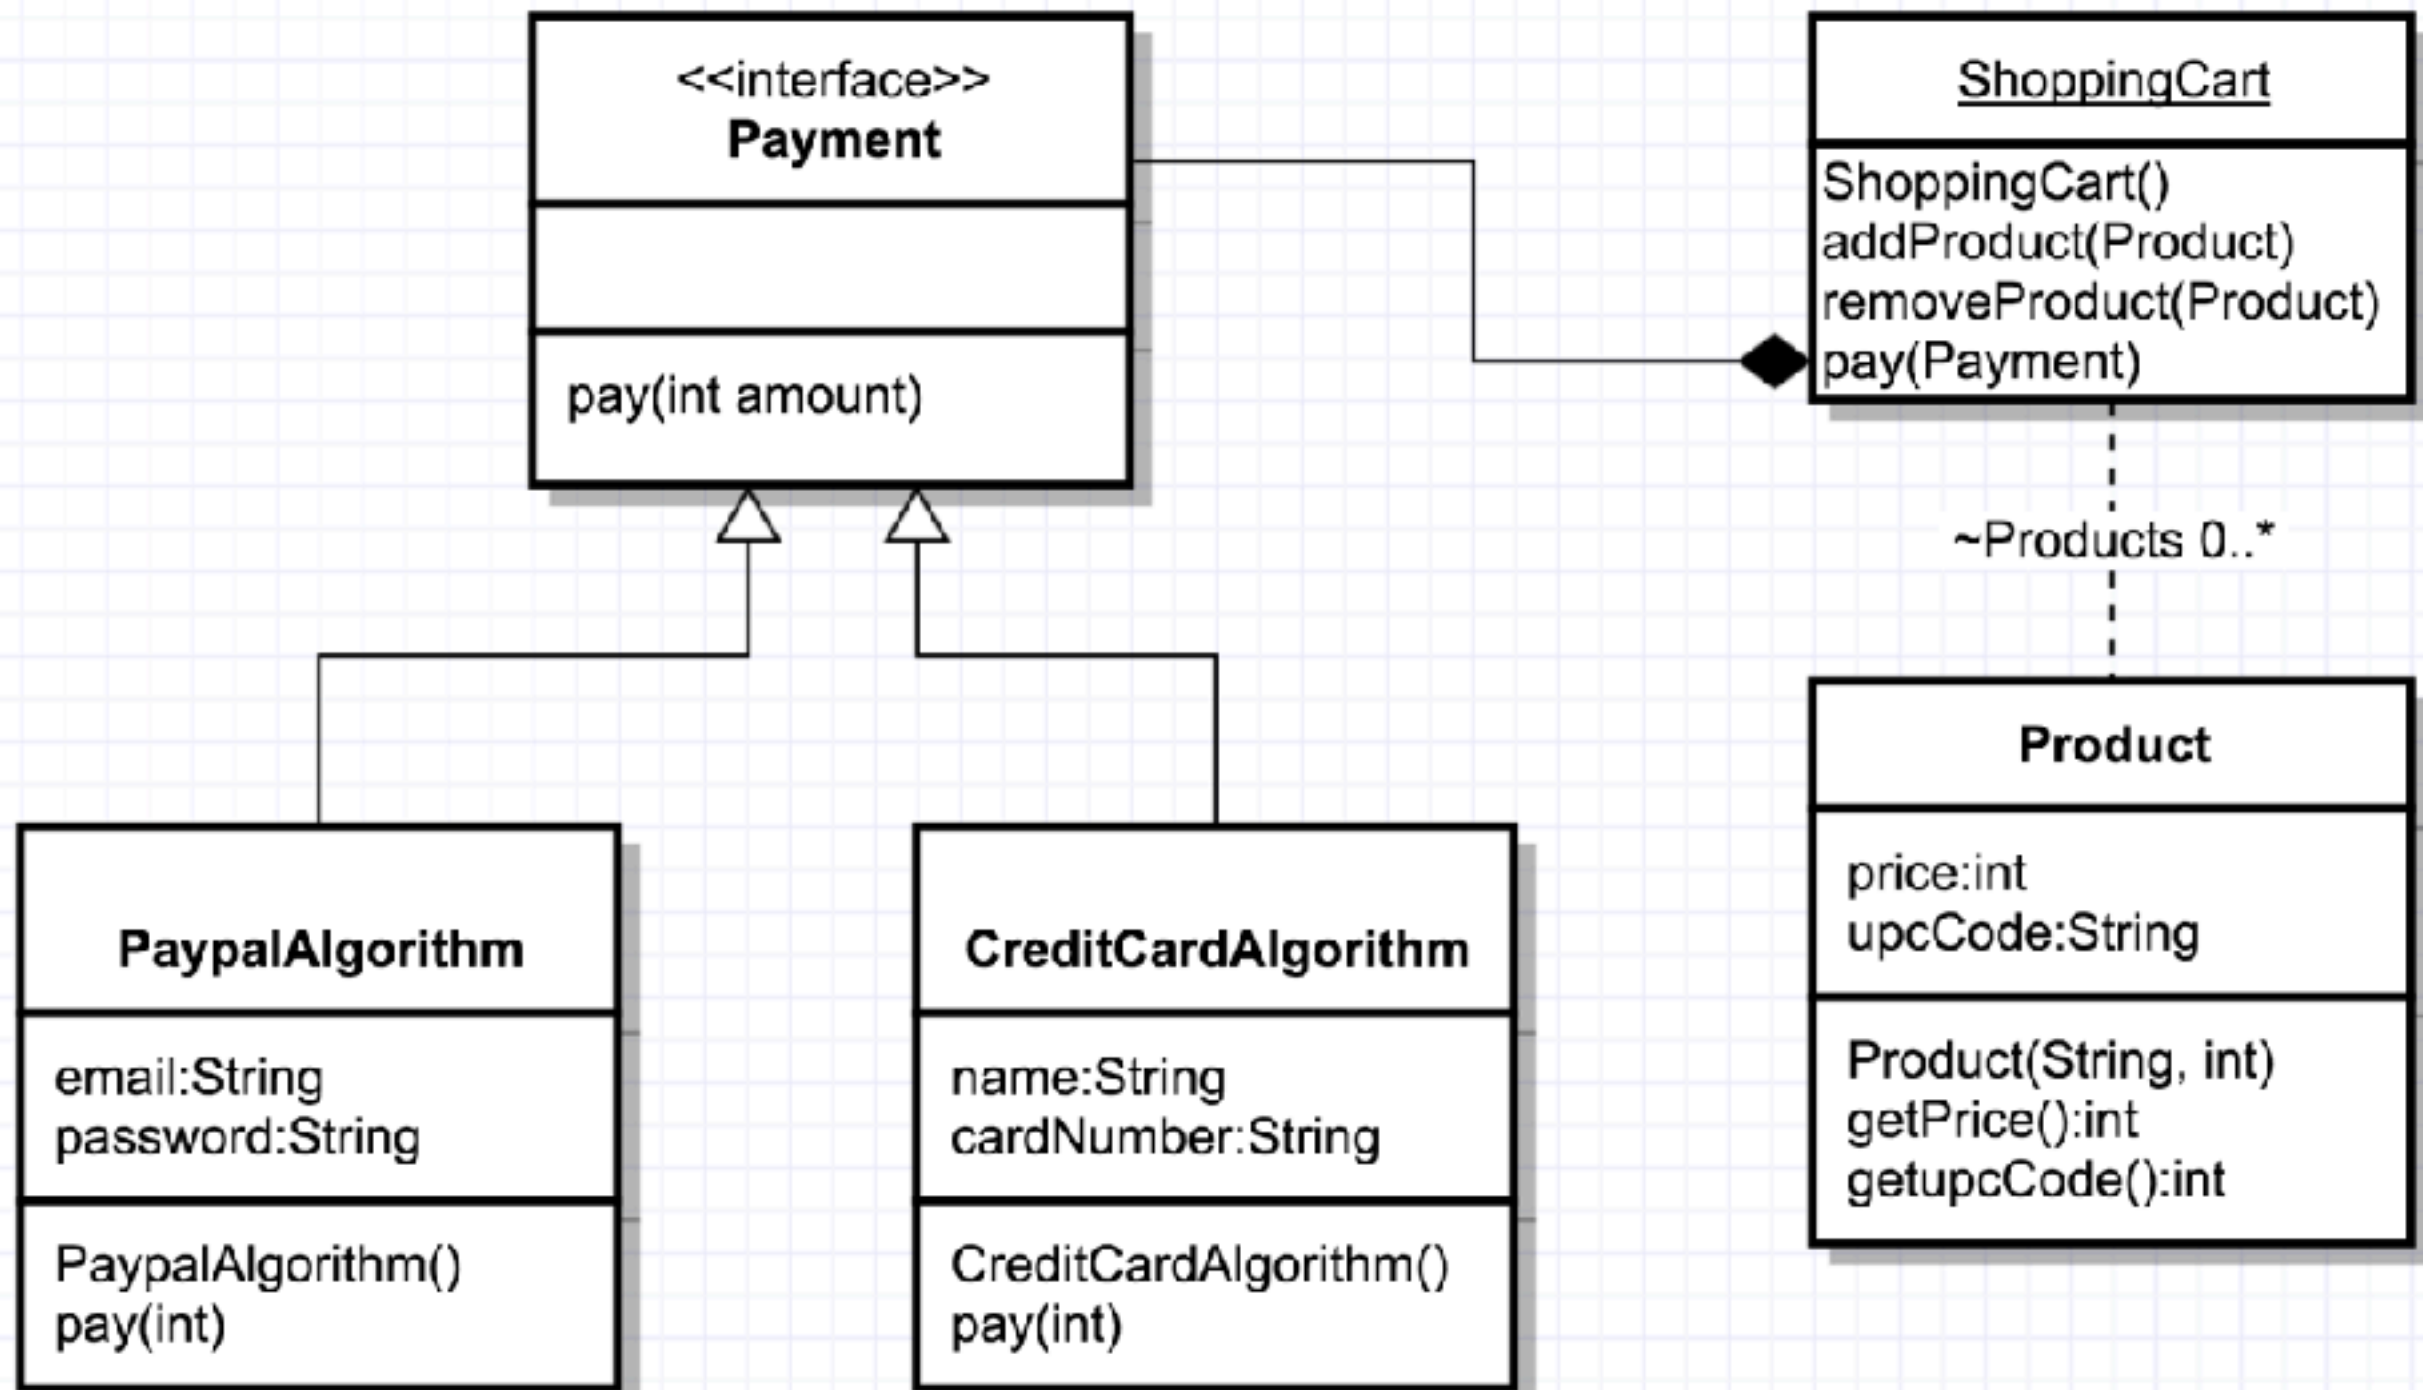 <<interface>>
Payment
pay(int amount)
ShoppingCart
ShoppingCart()
addProduct(Product)
removeProduct(Product)
pay(Payment)
~Products 0..*
Product
price:int
upcCode:String
Product(String, int)
getPrice():int
getupcCode():int
PaypalAlgorithm
email:String
password:String
PaypalAlgorithm()
pay(int)
CreditCardAlgorithm
name:String
cardNumber:String
CreditCardAlgorithm()
pay(int)